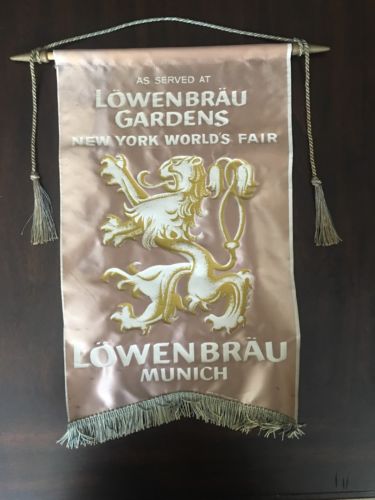 AS SERVED AT
LÖWENBRÄU
GARDENS
NEW YORK WORLD'S FAIR
LÖWENBRÄU
MUNICH